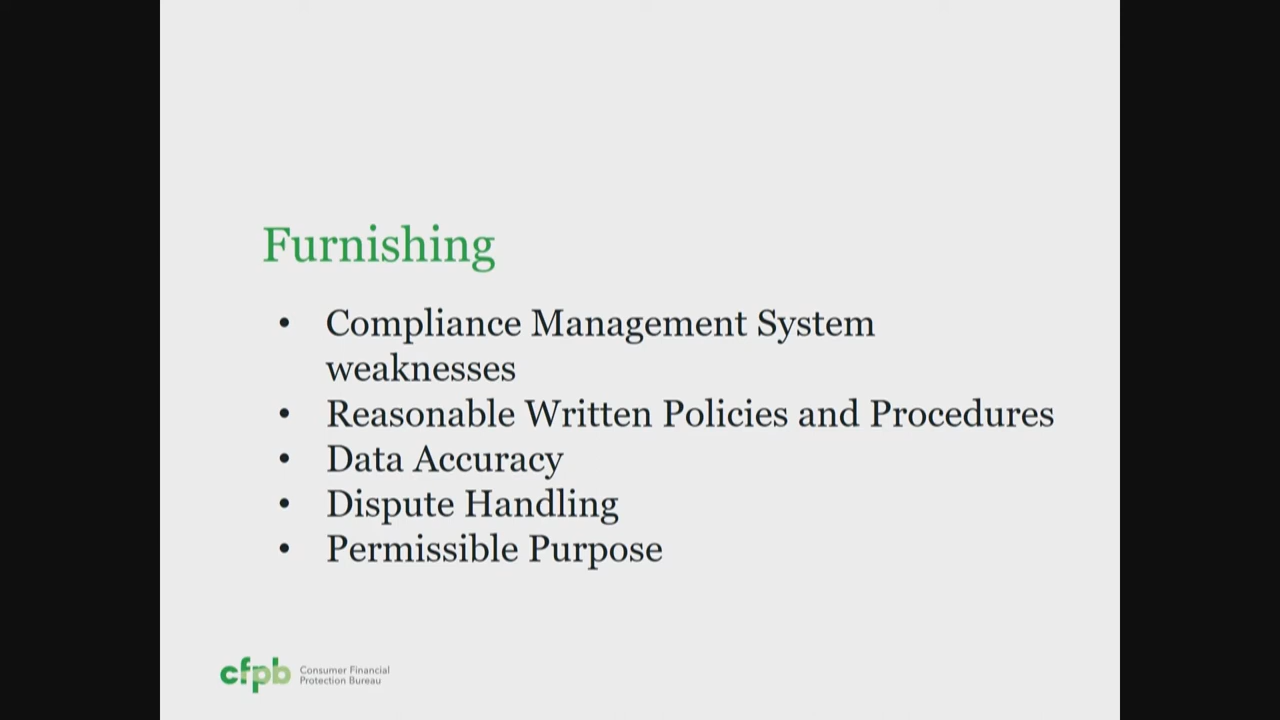 Furnishing
• Compliance Management System
weaknesses
• Reasonable Written Policies and Procedures
• Data Accuracy
• Dispute Handling
• Permissible Purpose
cfpb Consumer Financial
Protection Bureau